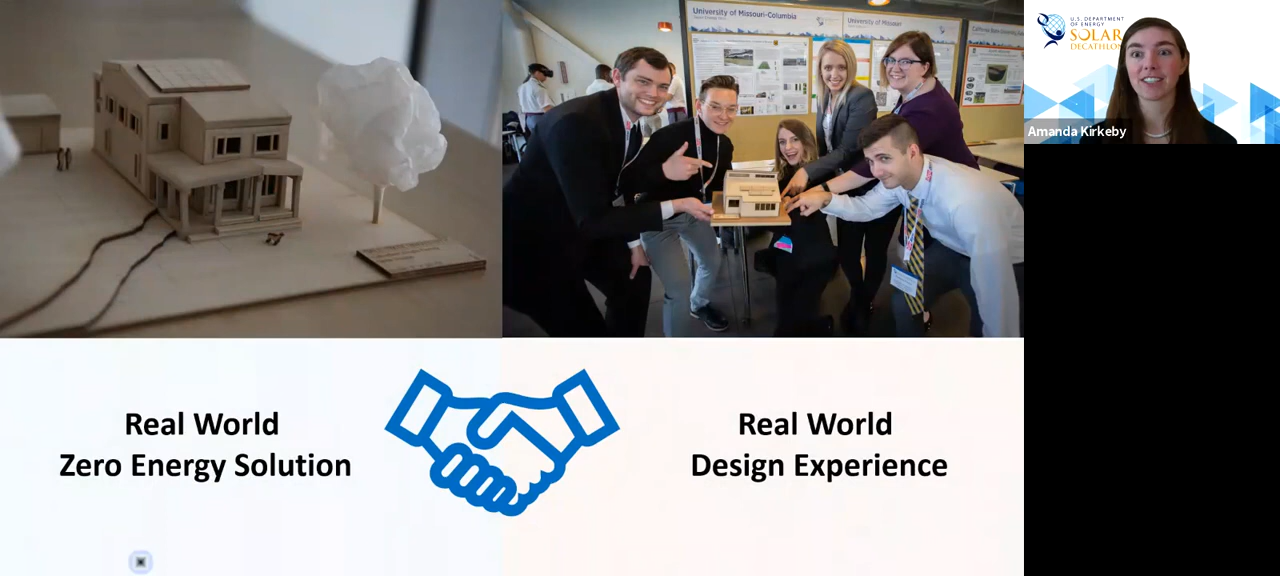 University of Missouri-Columbia
University of Missouri
U.S. DEPARTMENT
OF ENERGY
SOLAR
DECATHLON
Amanda Kirkeby
Real World
Zero Energy Solution
Real World
Design Experience